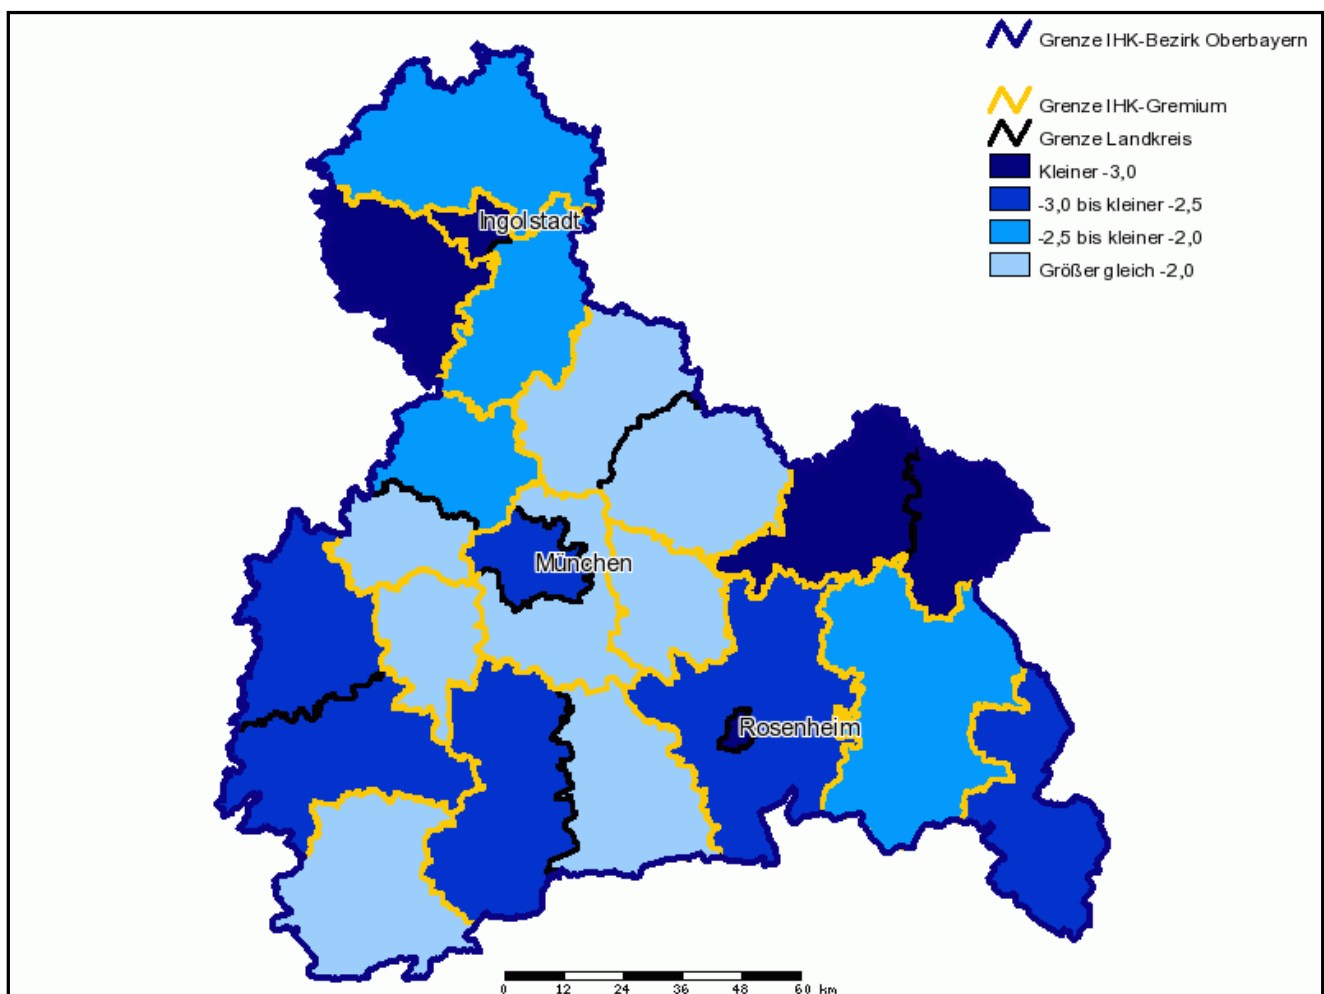 Grenze IHK-Bezirk Oberbayern
Grenze IHK-Gremium
Grenze Landkreis
Kleiner -3,0
-3,0 bis kleiner -2,5
-2,5 bis kleiner -2,0
Größer gleich -2,0
Ingolstadt
München
Rosenheim
0 12 24 36 48 60 km